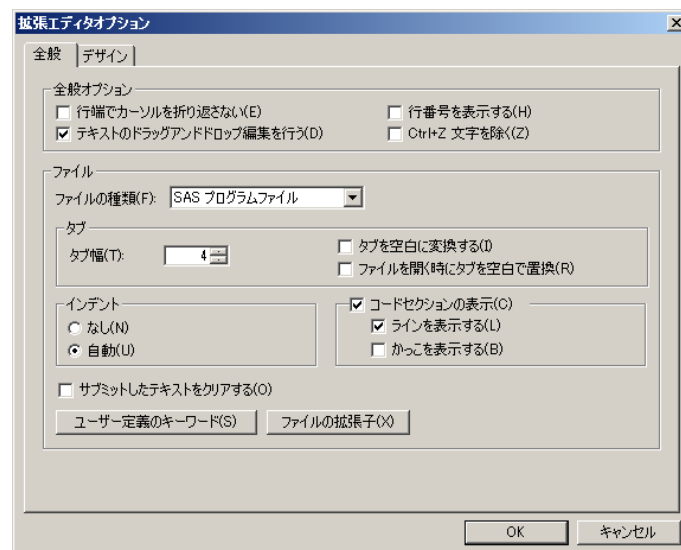 拡張エディタオプション
全般 デザイン
全般オプション
行端でカーソルを折り返さない(E) 行番号を表示する(H)
テキストのドラッグアンドドロップ編集を行う(D) Ctrl+Z 文字を除く(Z)
ファイル
ファイルの種類(F): SAS プログラムファイル
タブ
タブ幅(T): 4 タブを空白に変換する(I)
ファイルを開く時にタブを空白で置換(R)
インデント コードセクションの表示(C)
なし(N) ラインを表示する(L)
自動(U) かっこを表示する(B)
サブミットしたテキストをクリアする(O)
ユーザー定義のキーワード(S) ファイルの拡張子(X)
OK キャンセル